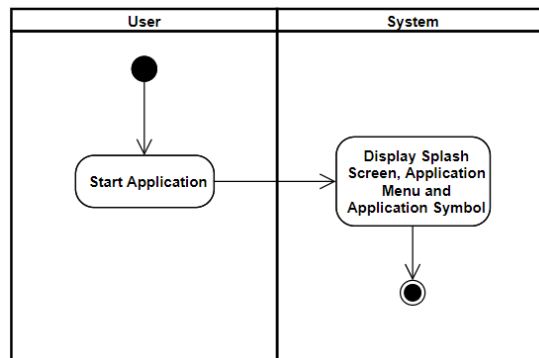 User
System
Start Application
Display Splash
Screen, Application
Menu and
Application Symbol